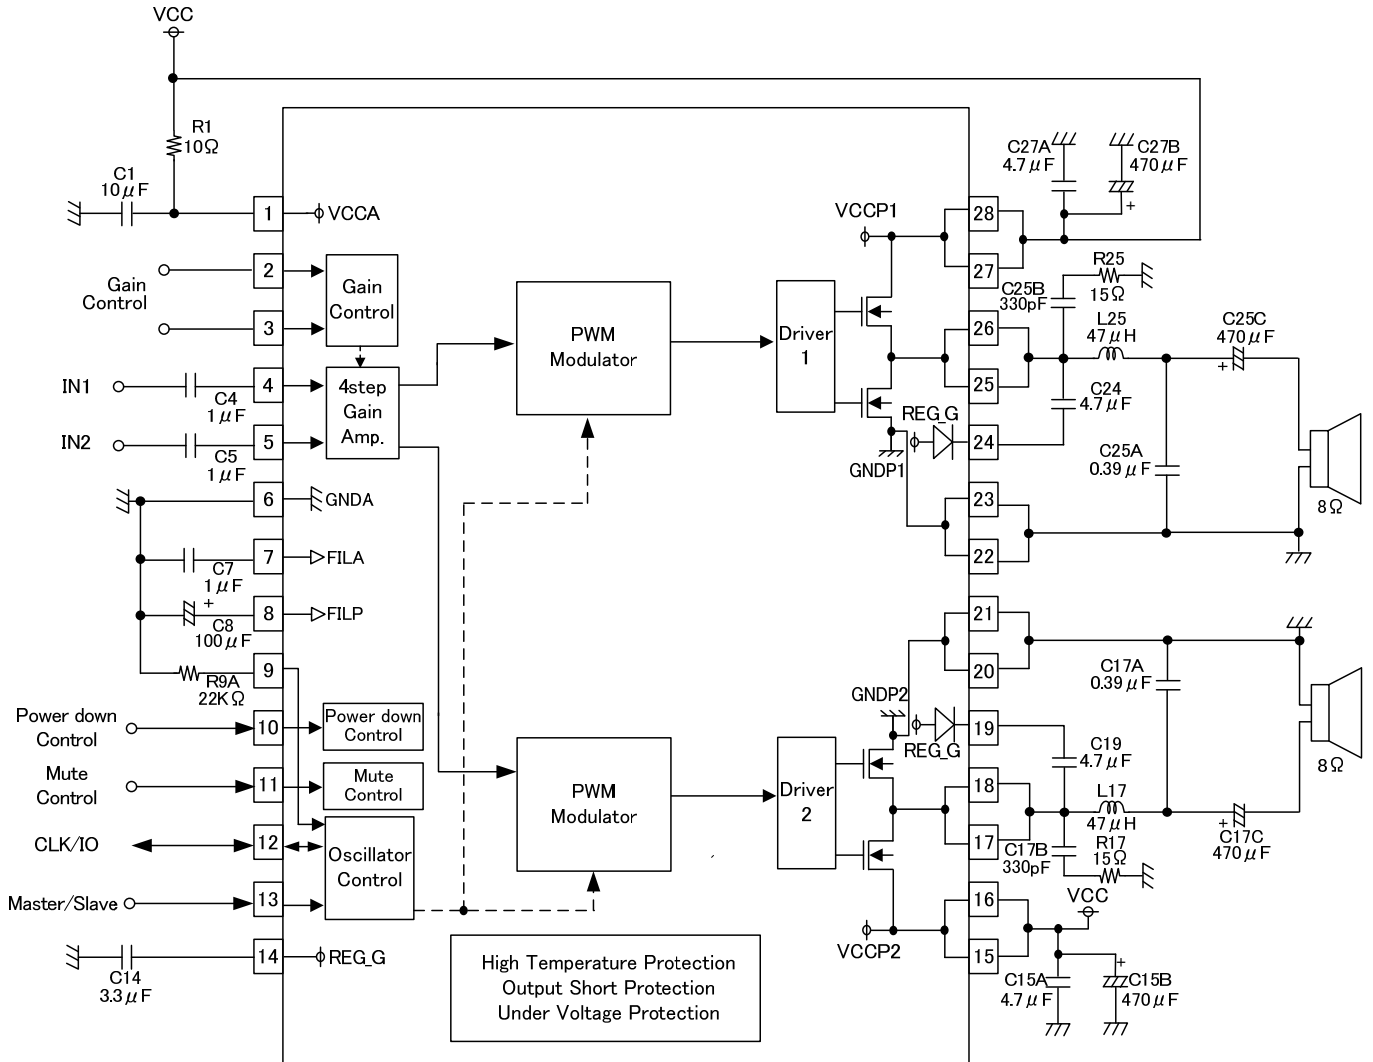 VCC
R1
10Ω
C1
10μF
1
VCCA
2
Gain
Control
3
Gain
Control
IN1
C4
1μF
4
4step
Gain
Amp.
IN2
C5
1μF
5
6
GNDA
C7
1μF
7
FILA
+
C8
100μF
8
FILP
9
R9A
22KΩ
Power down
Control
10
Power down
Control
Mute
Control
11
Mute
Control
CLK/IO
12
Oscillator
Control
Master/Slave
13
C14
3.3μF
14
REG_G
PWM
Modulator
PWM
Modulator
High Temperature Protection
Output Short Protection
Under Voltage Protection
Driver
1
Driver
2
VCCP1
GNDP1
REG_G
28
27
26
25
24
23
22
C27A
4.7μF
C27B
470μF
+
R25
15Ω
C25B
330pF
L25
47μH
C25C
470μF
+
C24
4.7μF
C25A
0.39μF
8Ω
21
20
19
18
17
16
15
GNDP2
REG_G
VCCP2
C17A
0.39μF
C19
4.7μF
L17
47μH
+
C17C
470μF
8Ω
C17B
330pF
R17
15Ω
VCC
C15A
4.7μF
+
C15B
470μF